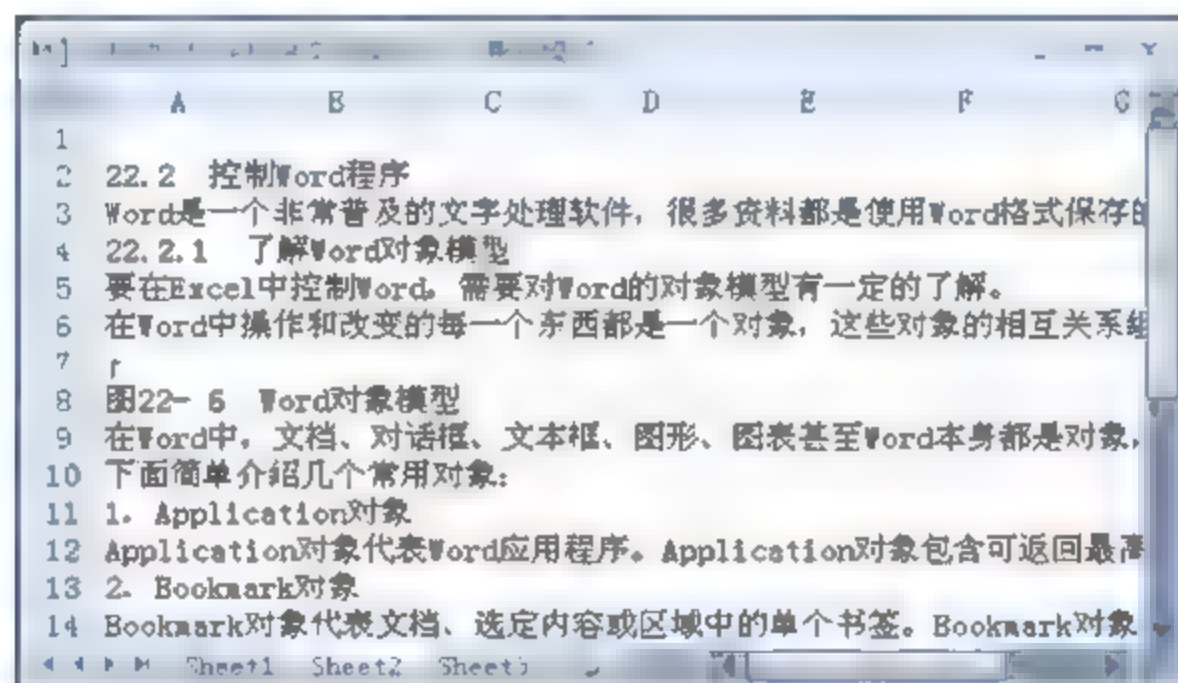 A B C D E F G
1
2 22.2 控制Word程序
3 Word是一个非常普及的文字处理软件，很多资料都是使用Word格式保存的
4 22.2.1 了解Word对象模型
5 要在Excel中控制Word。需要对Word的对象模型有一定的了解。
6 在Word中操作和改变的每一个东西都是一个对象，这些对象的相互关系组
7
8 图22- 6 Word对象模型
9 在Word中，文档、对话框、文本框、图形、图表甚至Word本身都是对象，
10 下面简单介绍几个常用对象：
11 1. Application对象
12 Application对象代表Word应用程序。Application对象包含可返回最高
13 2. Bookmark对象
14 Bookmark对象代表文档、选定内容或区域中的单个书签。Bookmark对象
Sheet1 Sheet2 Sheet3